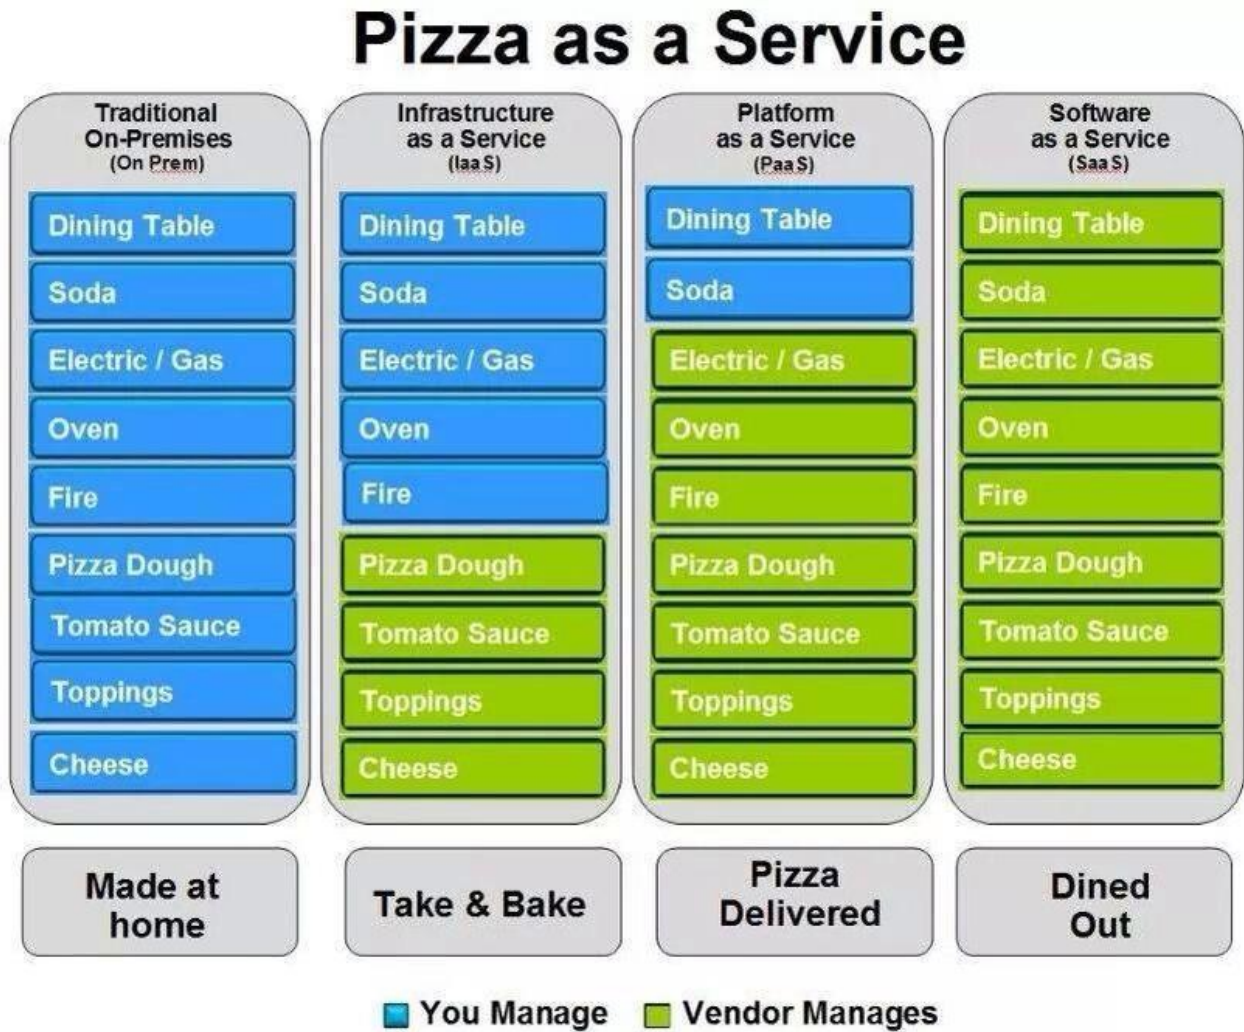 Pizza as a Service
Traditional
On-Premises
(On Prem)
Dining Table
Soda
Electric / Gas
Oven
Fire
Pizza Dough
Tomato Sauce
Toppings
Cheese
Made at
home
Infrastructure
as a Service
(IaaS)
Dining Table
Soda
Electric / Gas
Oven
Fire
Pizza Dough
Tomato Sauce
Toppings
Cheese
Take & Bake
Platform
as a Service
(PaaS)
Dining Table
Soda
Electric / Gas
Oven
Fire
Pizza Dough
Tomato Sauce
Toppings
Cheese
Pizza
Delivered
Software
as a Service
(SaaS)
Dining Table
Soda
Electric / Gas
Oven
Fire
Pizza Dough
Tomato Sauce
Toppings
Cheese
Dined
Out
You Manage
Vendor Manages